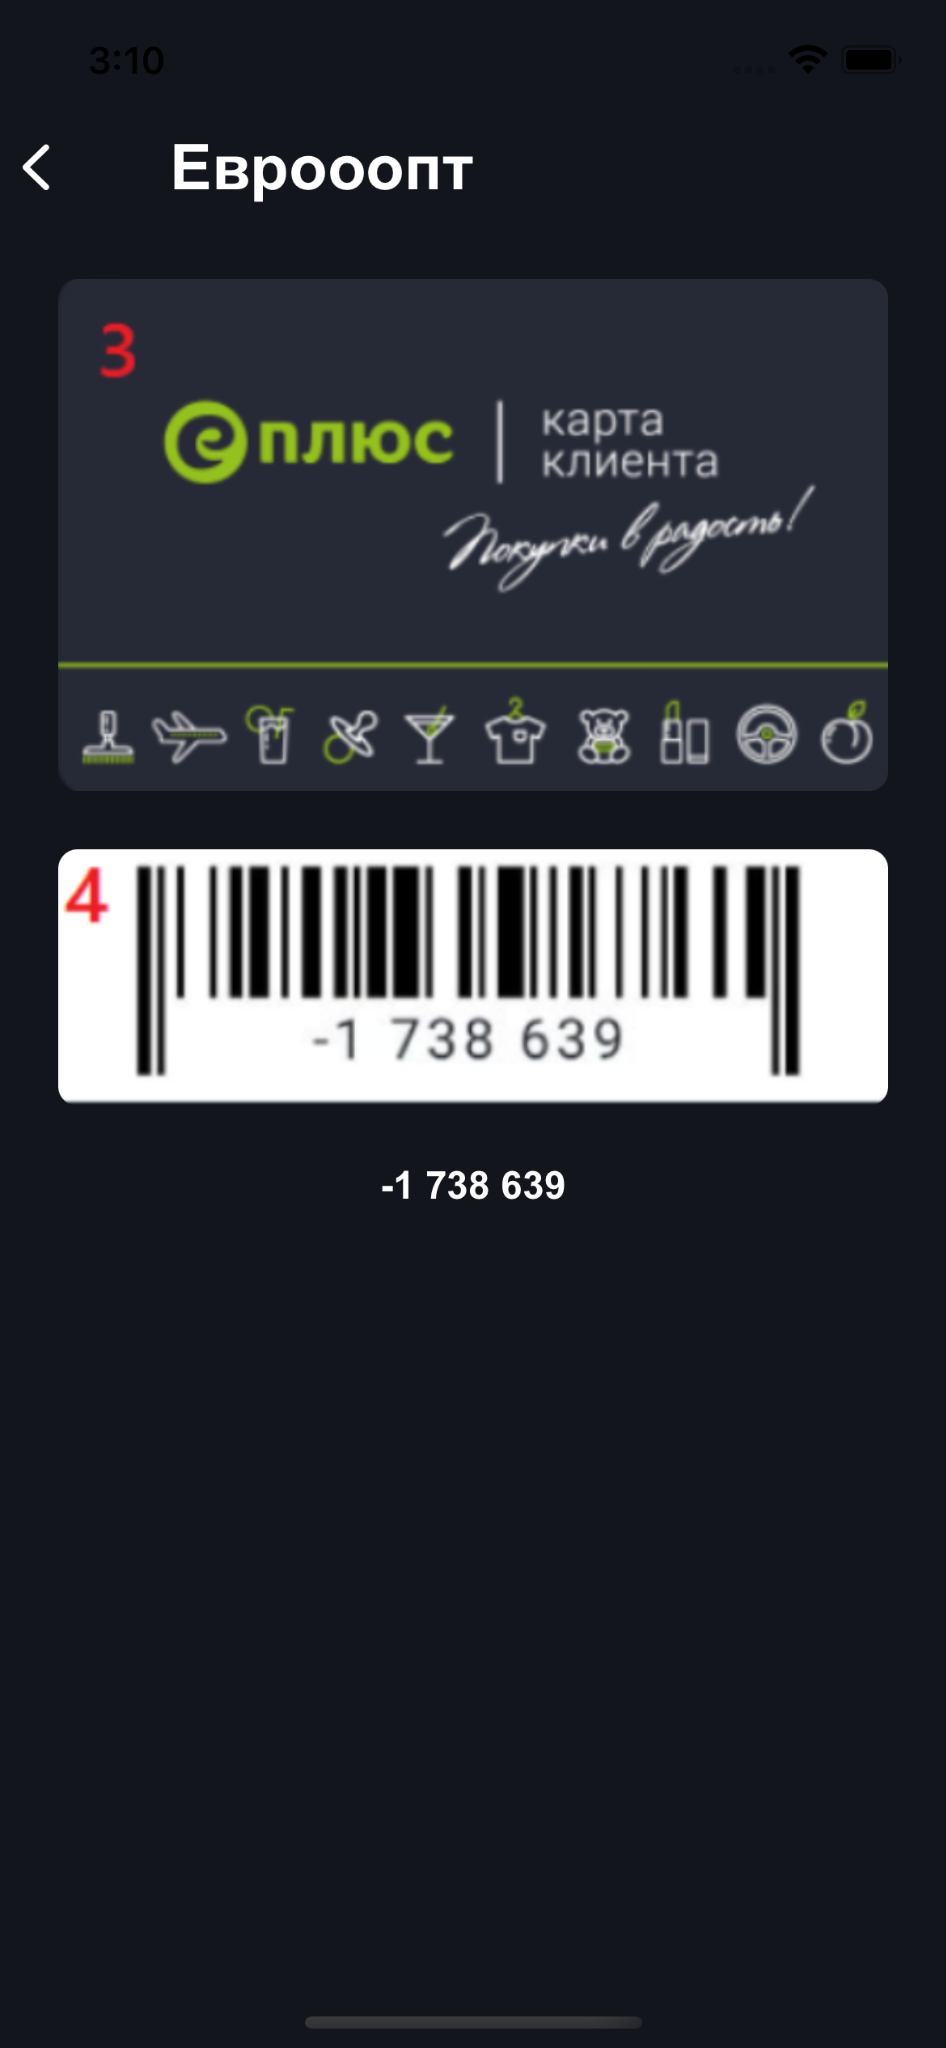 3:10
Еврооопт
3
плюс
карта
клиента
Покупки в радость!
4
-1 738 639
-1 738 639